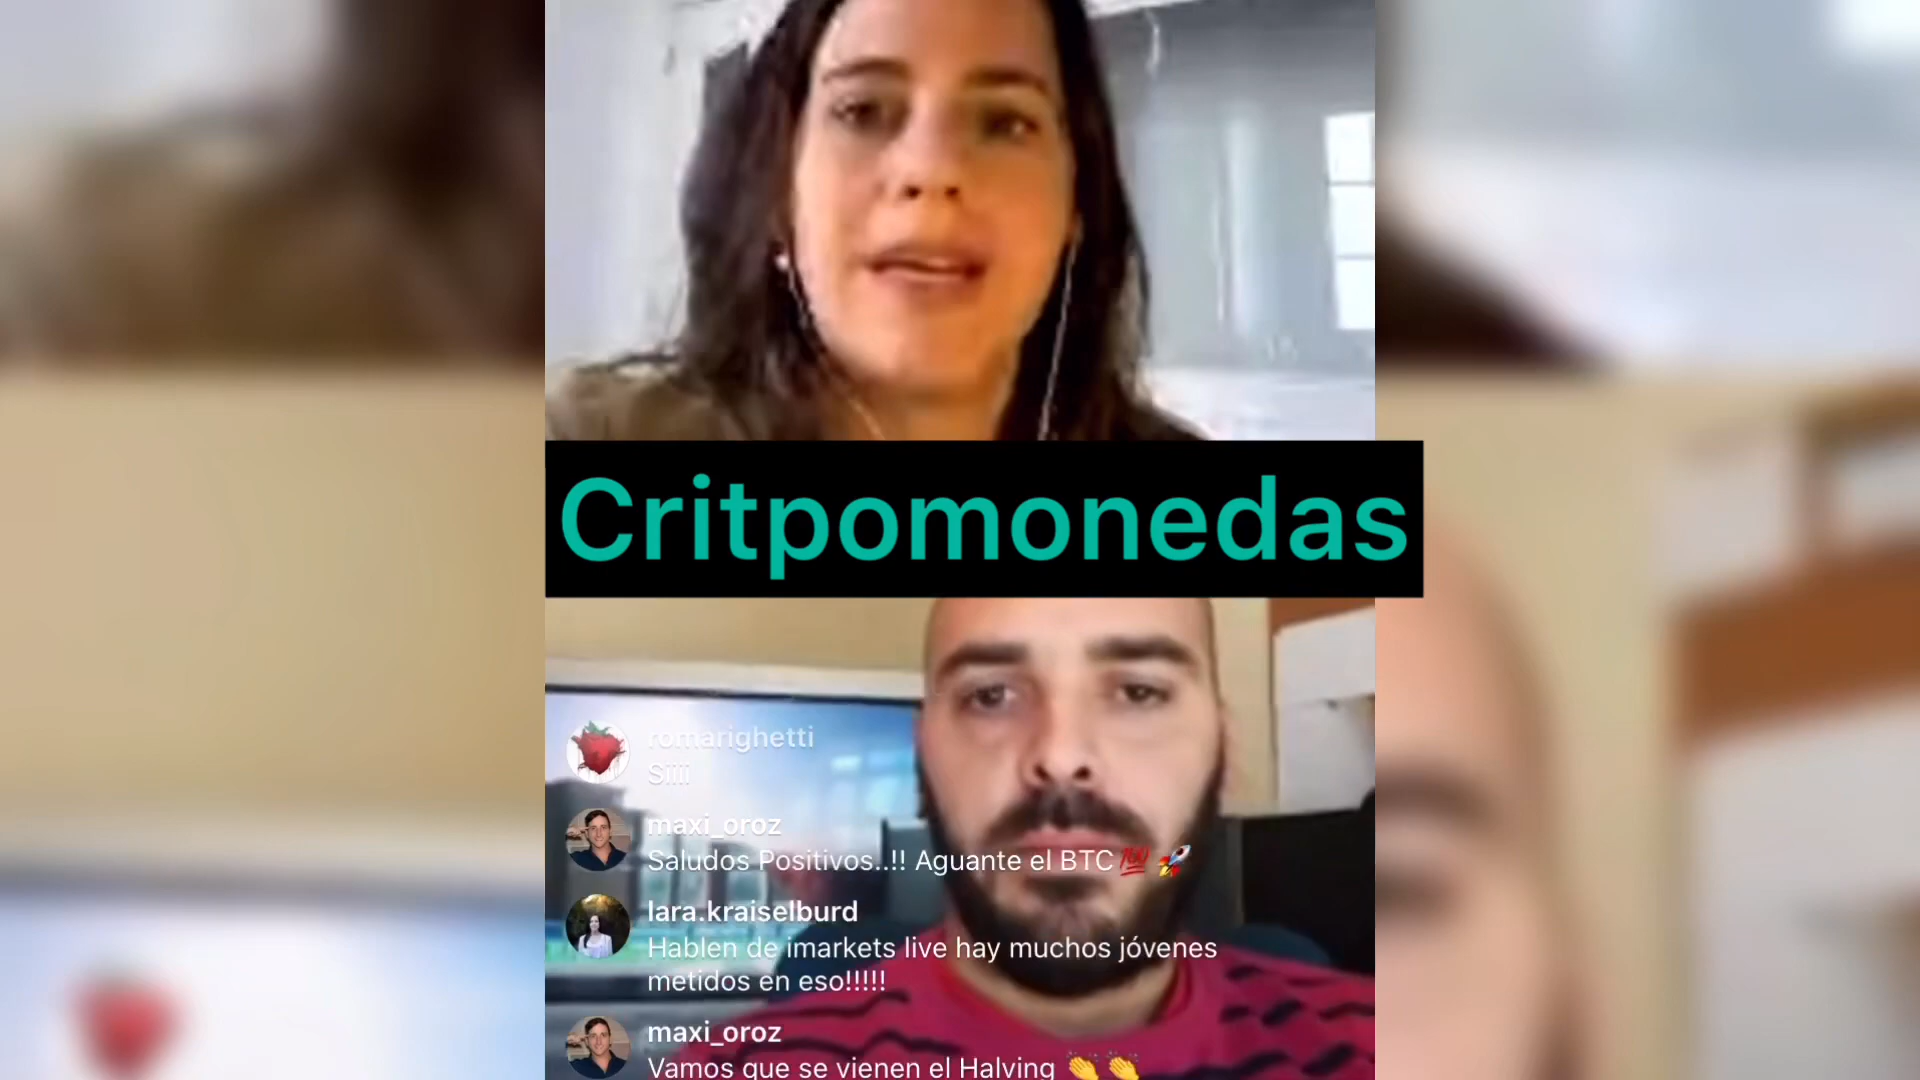 Critpomonedas
romarighetti
Siiii
maxi_oroz
Saludos Positivos..!! Aguante el BTC💯🚀
lara.kraiselburd
Hablen de imarkets live hay muchos jóvenes
metidos en eso!!!!!
maxi_oroz
Vamos que se vienen el Halving 👏👏